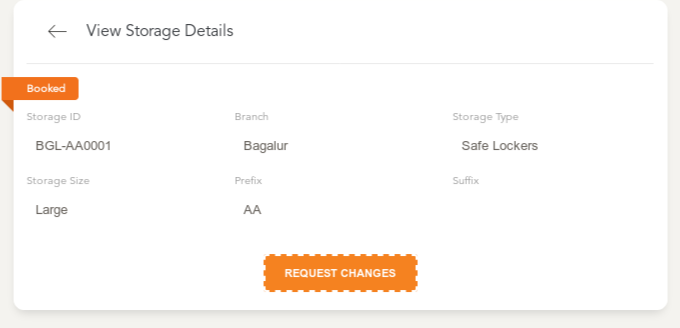 View Storage Details
Booked
Storage ID Branch Storage Type
BGL-AA0001 Bagalur Safe Lockers
Storage Size Prefix Suffix
Large AA
REQUEST CHANGES